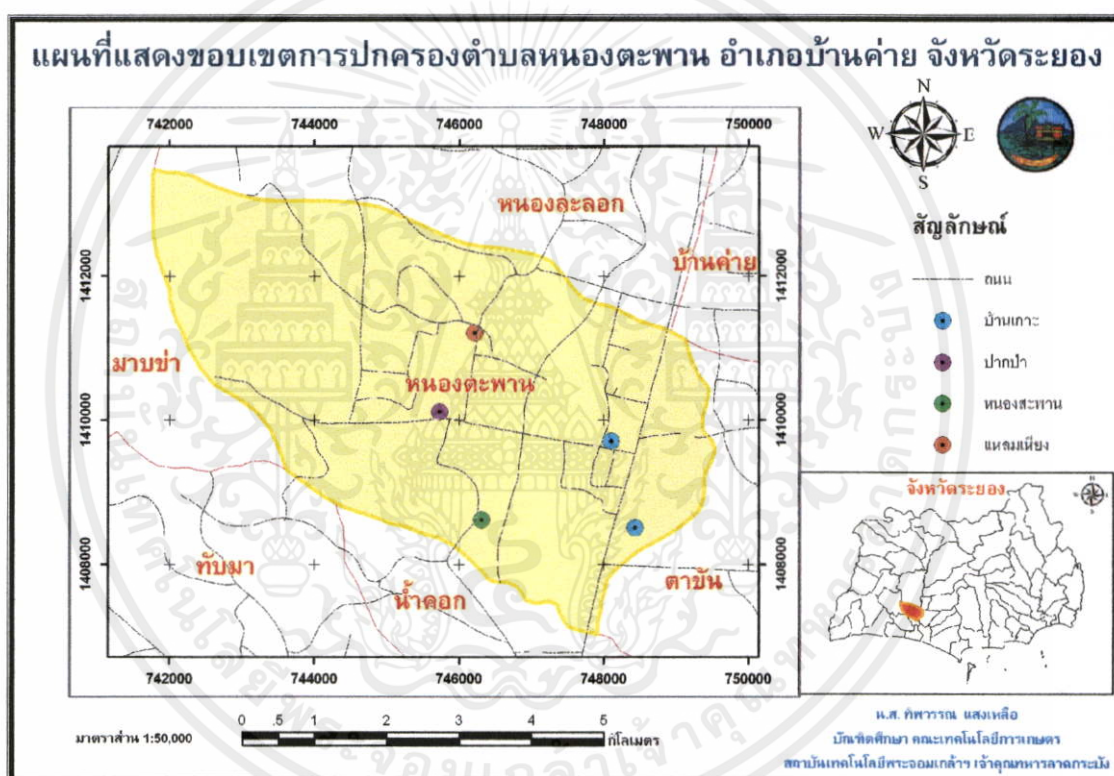 แผนที่แสดงขอบเขตการปกครองตำบลหนองตะพาน อำเภอบ้านค่าย จังหวัดระยอง
742000 744000 746000 748000 750000
N
W E
S
หนองละลอก
บ้านค่าย
สัญลักษณ์
ถนน
บ้านเกาะ
ปากป่า
หนองสะพาน
แหลมเหียง
1412000 1412000
มาบข่า
หนองตะพาน
1410000 1410000
จังหวัดระยอง
1408000 1408000
ทับมา
น้ำคอก
ตาขัน
742000 744000 746000 748000 750000
มาตราส่วน 1:50,000
0 .5 1 2 3 4 5
กิโลเมตร
น.ส. ทิพวรรณ แสงเหลือ
บัณฑิตศึกษา คณะเทคโนโลยีการเกษตร
สถาบันเทคโนโลยีพระจอมเกล้าฯ เจ้าคุณทหารลาดกระบัง